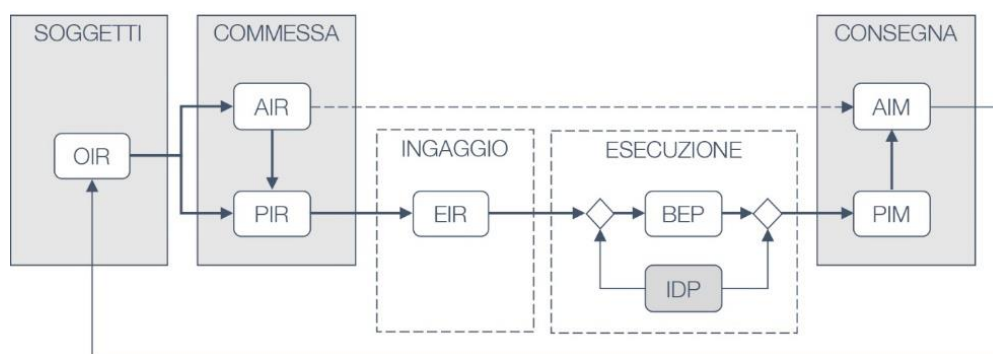 SOGGETTI
COMMESSA
CONSEGNA
AIR
AIM
INGAGGIO
ESECUZIONE
OIR
PIR
EIR
BEP
PIM
IDP